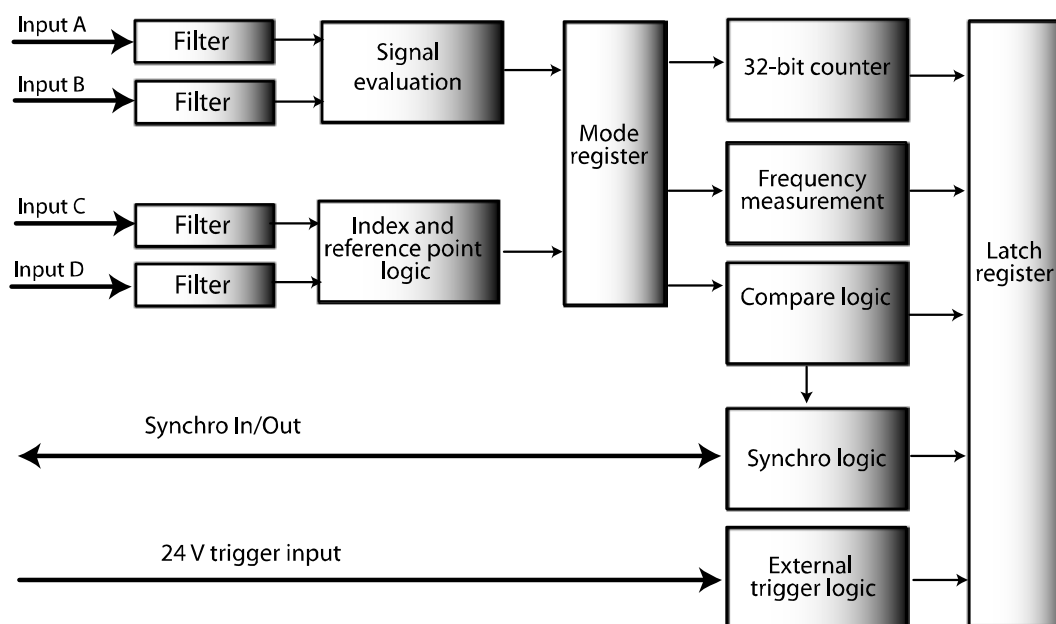 Input A
Filter
Input B
Filter
Signal
evaluation
Input C
Filter
Input D
Filter
Index and
reference point
logic
Mode
register
32-bit counter
Frequency
measurement
Compare logic
Synchro In/Out
Synchro logic
24 V trigger input
External
trigger logic
Latch
register